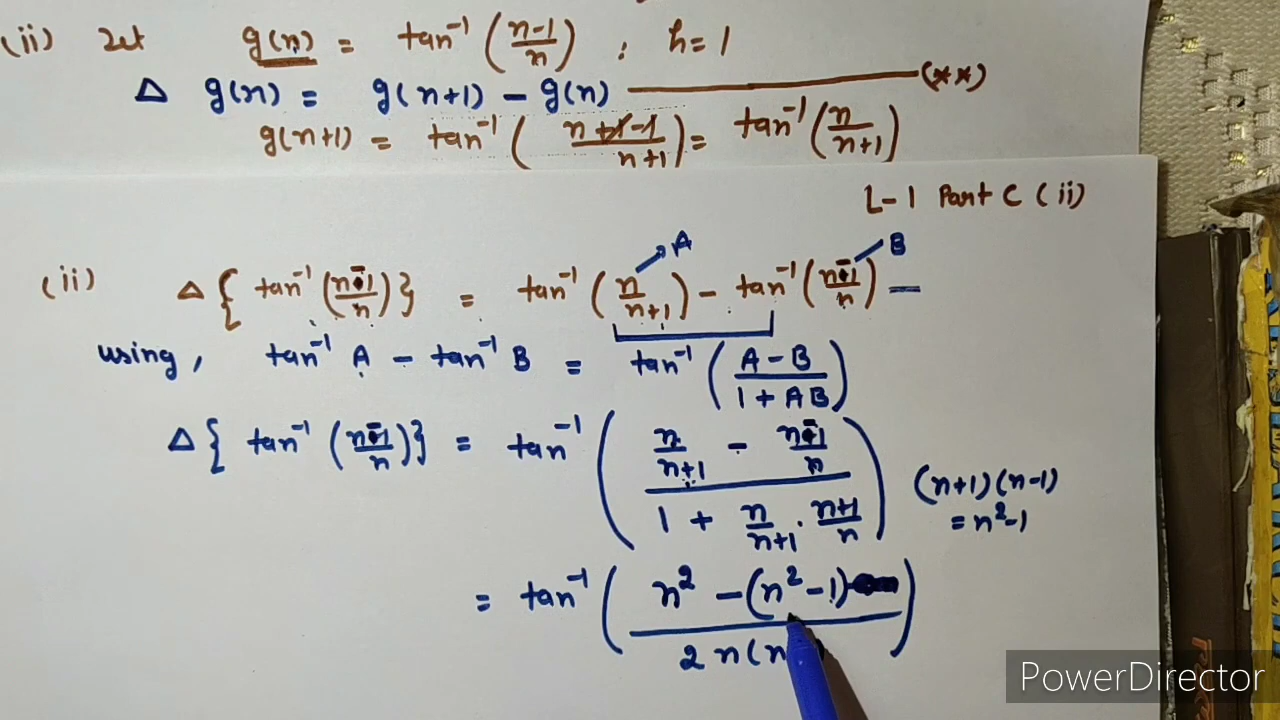 (ii) Let g(n) = tan⁻¹ (n-1/n) , h=1
Δ g(n) = g(n+1) - g(n) ——— (**)
g(n+1) = tan⁻¹ (n+1-1/n+1) = tan⁻¹ (n/n+1)
L-1 Part C (ii)
(ii) Δ { tan⁻¹ (n-1/n) } = tan⁻¹ (n/n+1) - tan⁻¹ (n-1/n) —
A
B
using, tan⁻¹ A - tan⁻¹ B = tan⁻¹ (A-B/1+AB)
Δ { tan⁻¹ (n-1/n) } = tan⁻¹ (n/n+1 - n-1/n / 1 + n/n+1 . n+1/n)
(n+1)(n-1)
= n²-1
= tan⁻¹ (n² - (n²-1) / 2n(n
PowerDirector